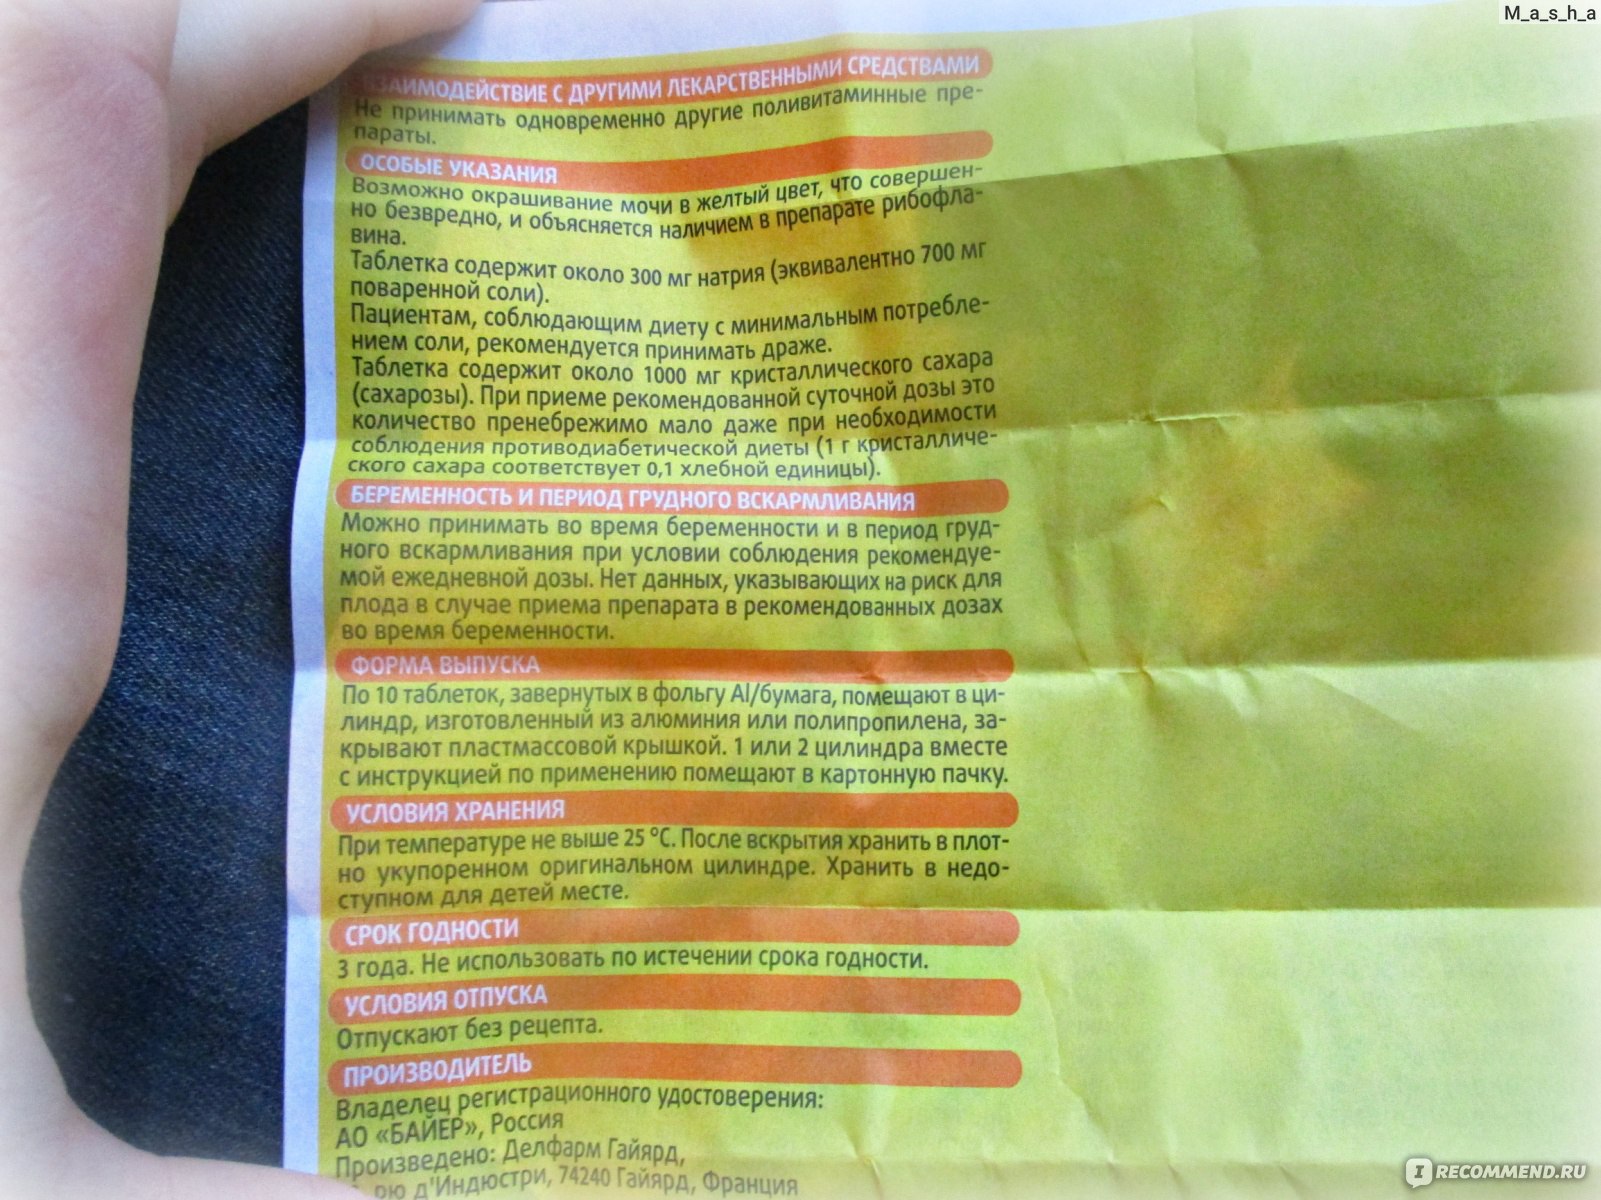 M_a_s_h_a
ВЗАИМОДЕЙСТВИЕ С ДРУГИМИ ЛЕКАРСТВЕННЫМИ СРЕДСТВАМИ
Не принимать одновременно другие поливитаминные пре-
параты.
ОСОБЫЕ УКАЗАНИЯ
Возможно окрашивание мочи в желтый цвет, что совершен-
но безвредно, и объясняется наличием в препарате рибофла-
вина.
Таблетка содержит около 300 мг натрия (эквивалентно 700 мг
поваренной соли).
Пациентам, соблюдающим диету с минимальным потребле-
нием соли, рекомендуется принимать драже.
Таблетка содержит около 1000 мг кристаллического сахара
(сахарозы). При приеме рекомендованной суточной дозы это
количество пренебрежимо мало даже при необходимости
соблюдения противодиабетической диеты (1 г кристалличе-
ского сахара соответствует 0,1 хлебной единицы).
БЕРЕМЕННОСТЬ И ПЕРИОД ГРУДНОГО ВСКАРМЛИВАНИЯ
Можно принимать во время беременности и в период груд-
ного вскармливания при условии соблюдения рекомендуе-
мой ежедневной дозы. Нет данных, указывающих на риск для
плода в случае приема препарата в рекомендованных дозах
во время беременности.
ФОРМА ВЫПУСКА
По 10 таблеток, завернутых в фольгу Al/бумага, помещают в ци-
линдр, изготовленный из алюминия или полипропилена, за-
крывают пластмассовой крышкой. 1 или 2 цилиндра вместе
с инструкцией по применению помещают в картонную пачку.
УСЛОВИЯ ХРАНЕНИЯ
При температуре не выше 25 °С. После вскрытия хранить в плот-
но укупоренном оригинальном цилиндре. Хранить в недо-
ступном для детей месте.
СРОК ГОДНОСТИ
3 года. Не использовать по истечении срока годности.
УСЛОВИЯ ОТПУСКА
Отпускают без рецепта.
ПРОИЗВОДИТЕЛЬ
Владелец регистрационного удостоверения:
АО «БАЙЕР», Россия
Произведено: Делфарм Гайярд,
рю д'Индюстри, 74240 Гайярд, Франция
IRECOMMEND.RU